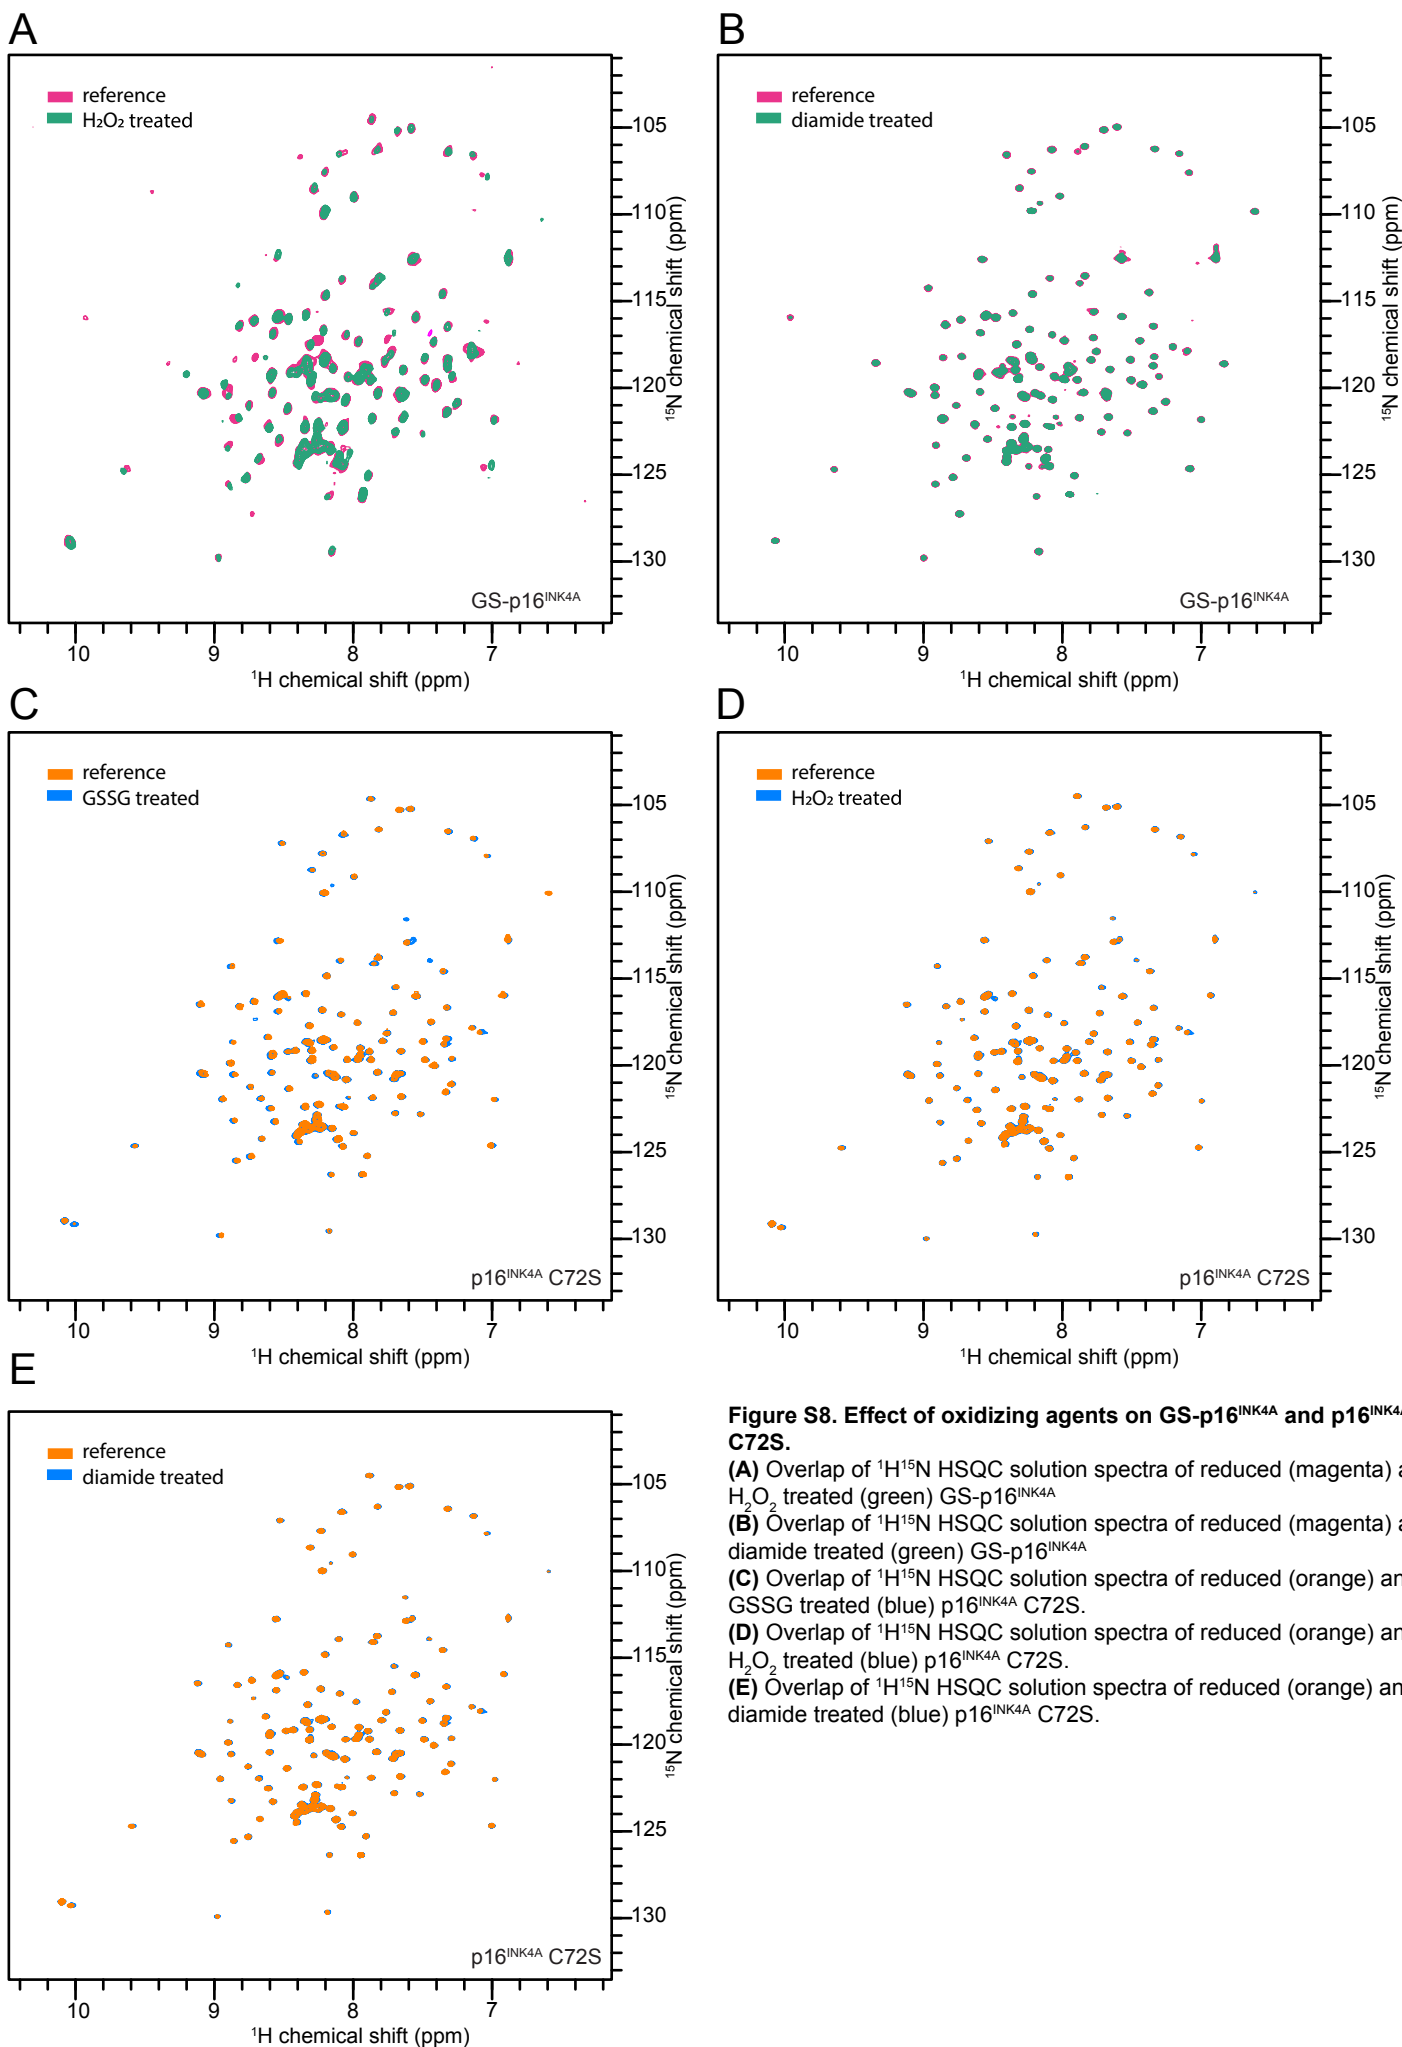 A
reference
H₂O₂ treated
105
110
115
120
125
130
¹⁵N chemical shift (ppm)
GS-p16ᴵᴺᴷ⁴ᴬ
10 9 8 7
¹H chemical shift (ppm)
B
reference
diamide treated
105
110
115
120
125
130
¹⁵N chemical shift (ppm)
GS-p16ᴵᴺᴷ⁴ᴬ
10 9 8 7
¹H chemical shift (ppm)
C
reference
GSSG treated
105
110
115
120
125
130
¹⁵N chemical shift (ppm)
p16ᴵᴺᴷ⁴ᴬ C72S
10 9 8 7
¹H chemical shift (ppm)
D
reference
H₂O₂ treated
105
110
115
120
125
130
¹⁵N chemical shift (ppm)
p16ᴵᴺᴷ⁴ᴬ C72S
10 9 8 7
¹H chemical shift (ppm)
E
reference
diamide treated
105
110
115
120
125
130
¹⁵N chemical shift (ppm)
p16ᴵᴺᴷ⁴ᴬ C72S
10 9 8 7
¹H chemical shift (ppm)
Figure S8. Effect of oxidizing agents on GS-p16ᴵᴺᴷ⁴ᴬ and
C72S.
(A) Overlap of ¹H¹⁵N HSQC solution spectra of reduced (magenta)
H₂O₂ treated (green) GS-p16ᴵᴺᴷ⁴ᴬ
(B) Overlap of ¹H¹⁵N HSQC solution spectra of reduced (magenta)
diamide treated (green) GS-p16ᴵᴺᴷ⁴ᴬ
(C) Overlap of ¹H¹⁵N HSQC solution spectra of reduced (orange)
GSSG treated (blue) p16ᴵᴺᴷ⁴ᴬ C72S.
(D) Overlap of ¹H¹⁵N HSQC solution spectra of reduced (orange)
H₂O₂ treated (blue) p16ᴵᴺᴷ⁴ᴬ C72S.
(E) Overlap of ¹H¹⁵N HSQC solution spectra of reduced (orange)
diamide treated (blue) p16ᴵᴺᴷ⁴ᴬ C72S.